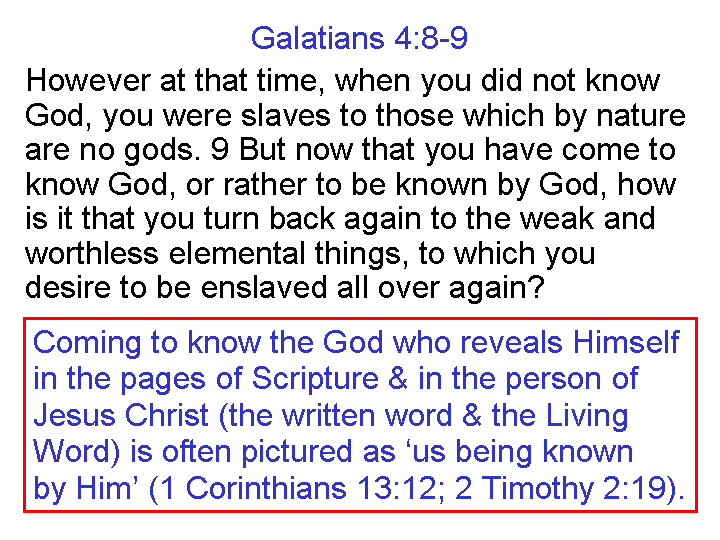 Galatians 4:8-9
However at that time, when you did not know
God, you were slaves to those which by nature
are no gods. 9 But now that you have come to
know God, or rather to be known by God, how
is it that you turn back again to the weak and
worthless elemental things, to which you
desire to be enslaved all over again?
Coming to know the God who reveals Himself
in the pages of Scripture & in the person of
Jesus Christ (the written word & the Living
Word) is often pictured as ‘us being known
by Him’ (1 Corinthians 13:12; 2 Timothy 2:19).